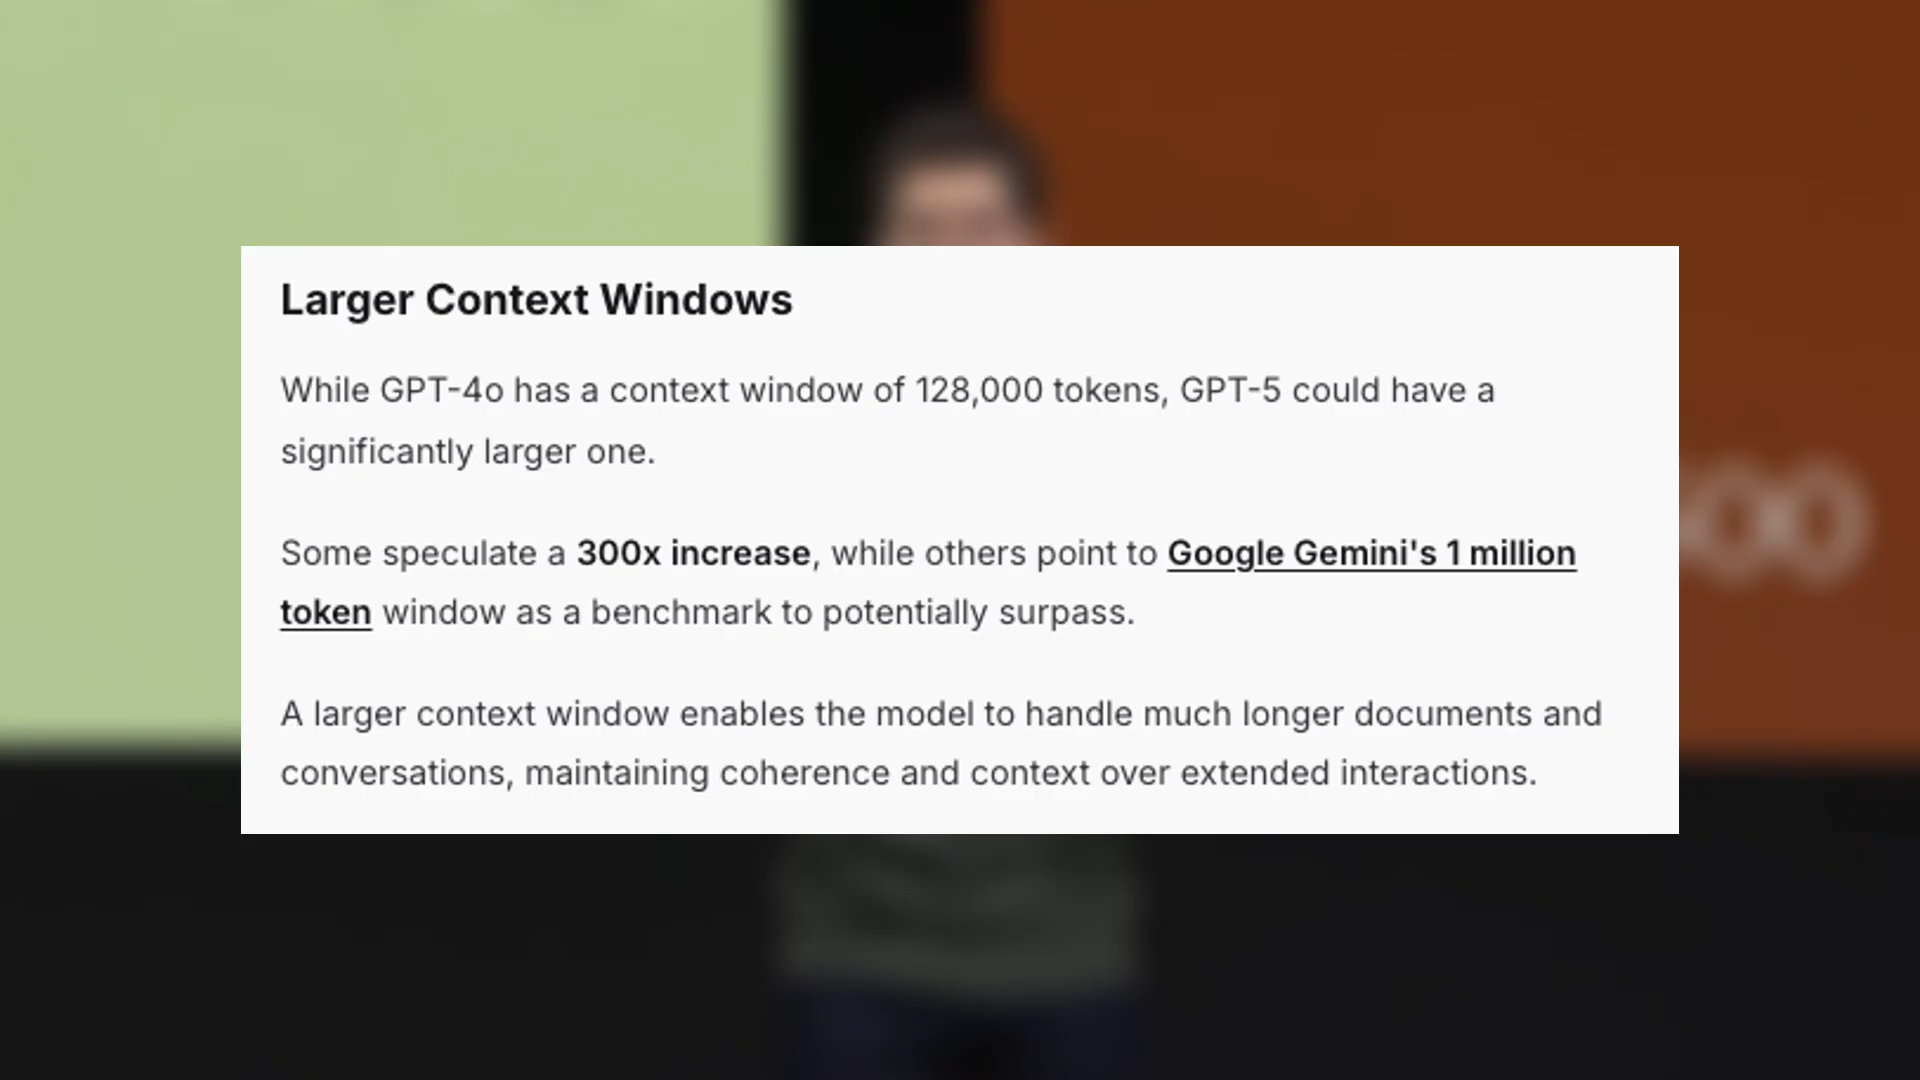 Larger Context Windows
While GPT-4o has a context window of 128,000 tokens, GPT-5 could have a
significantly larger one.
Some speculate a 300x increase, while others point to Google Gemini's 1 million
token window as a benchmark to potentially surpass.
A larger context window enables the model to handle much longer documents and
conversations, maintaining coherence and context over extended interactions.